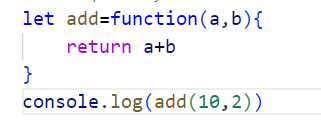 let add=function(a,b){
    return a+b
}
console.log(add(10,2))